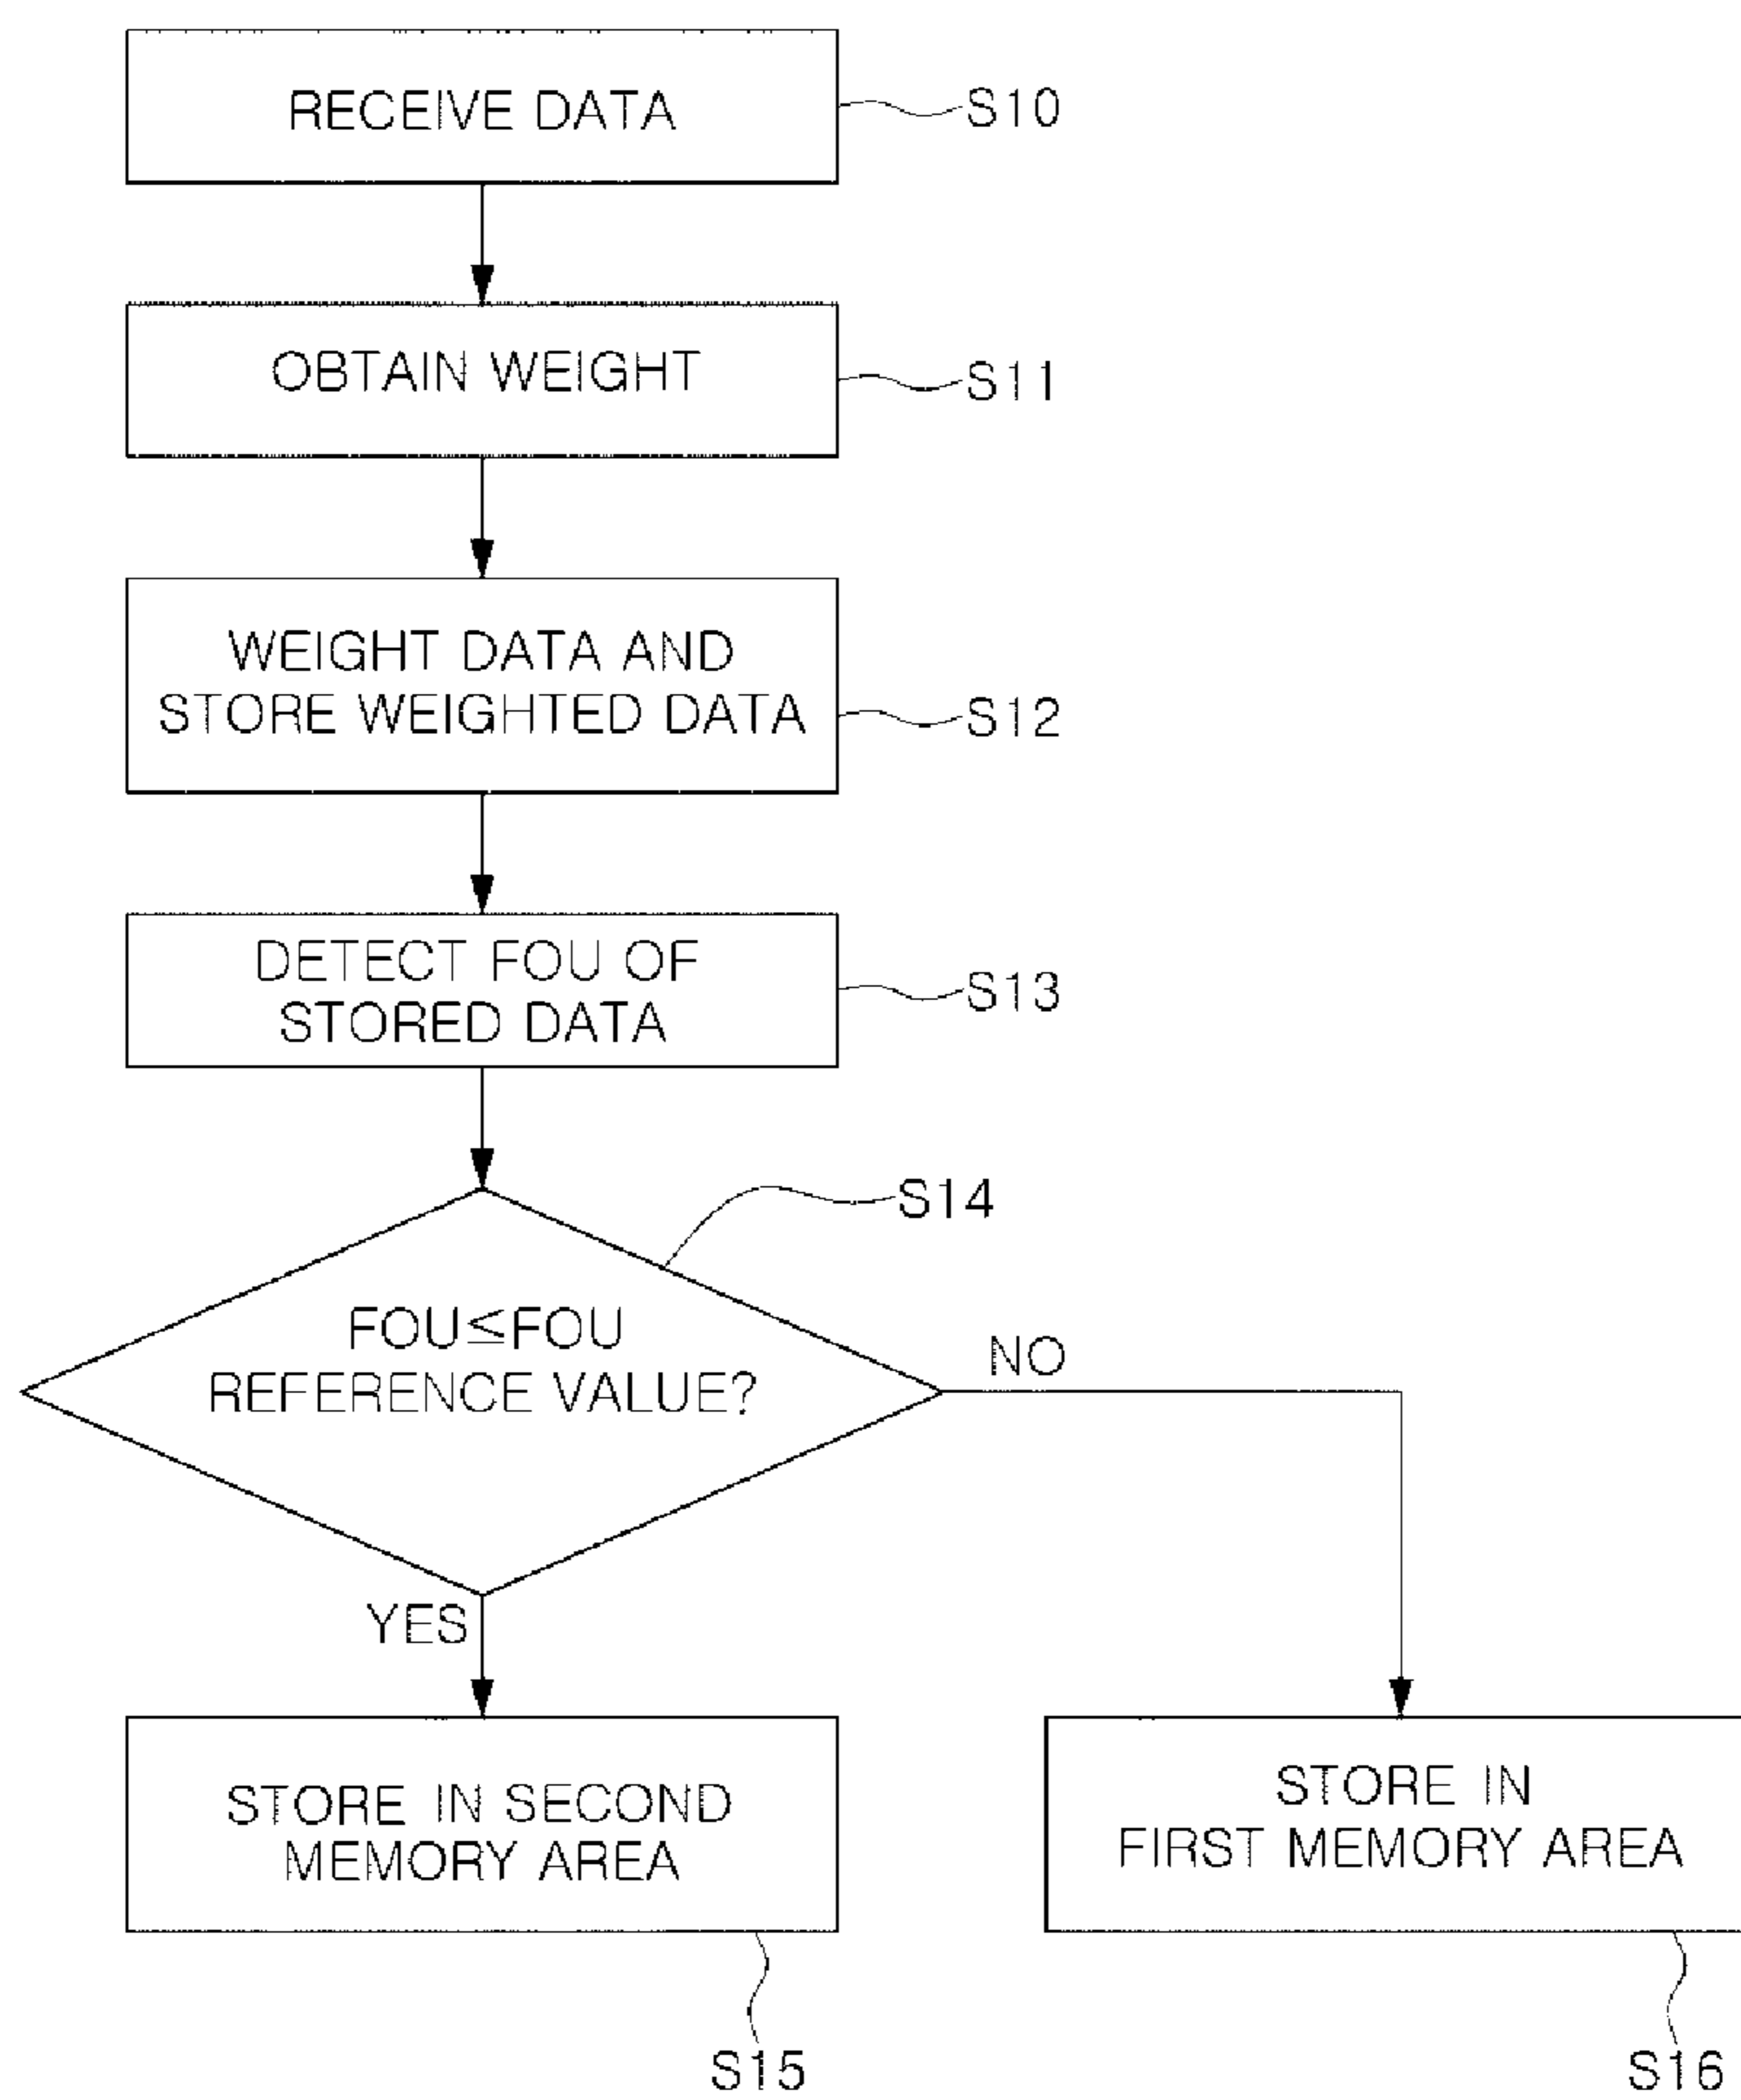 RECEIVE DATA
S10
OBTAIN WEIGHT
S11
WEIGHT DATA AND
STORE WEIGHTED DATA
S12
DETECT FOU OF
STORED DATA
S13
S14
FOU≤FOU
REFERENCE VALUE?
NO
YES
STORE IN SECOND
MEMORY AREA
STORE IN
FIRST MEMORY AREA
S15
S16